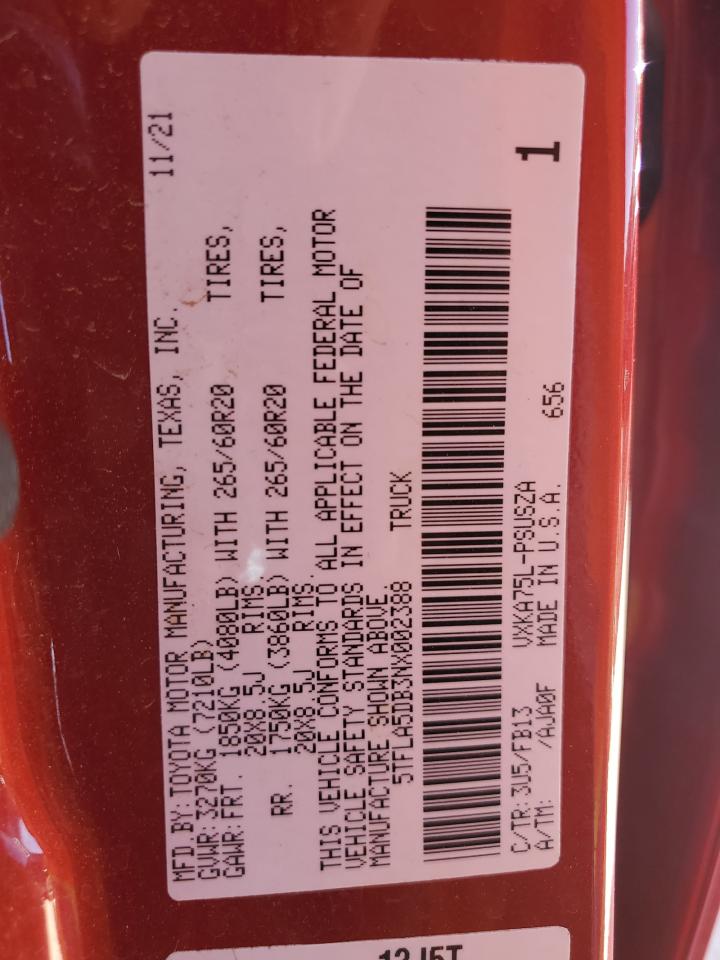 MFD BY: TOYOTA MOTOR MANUFACTURING, TEXAS, INC. 11/21
GVWR: 3270KG (7210LB)
GAWR: FRT. 1850KG (4080LB) WITH 265/60R20 TIRES,
20X8.5J RIMS
RR. 1750KG (3860LB) WITH 265/60R20 TIRES,
20X8.5J RIMS.
THIS VEHICLE CONFORMS TO ALL APPLICABLE FEDERAL MOTOR
VEHICLE SAFETY STANDARDS IN EFFECT ON THE DATE OF
MANUFACTURE SHOWN ABOVE.
5TFLA5DB3NX002388 TRUCK
1
C/TR: 3U5/FB13 VXKA75L-PSUSZA 656
A/TM: /AJA0F MADE IN U.S.A.